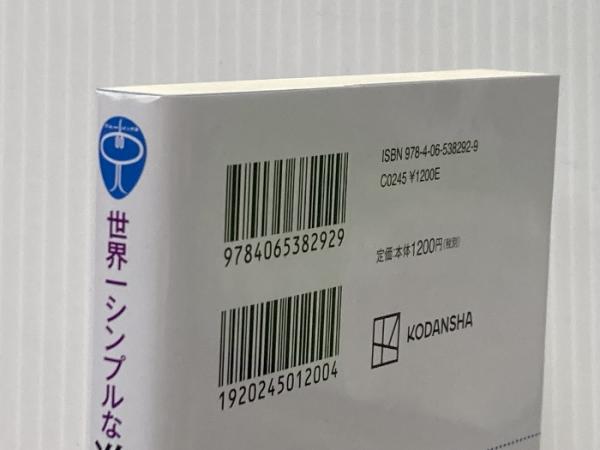 世界一シンプルな
ISBN 978-4-06-538292-9
C0245 ¥1200E
9784065382929
定価:本体1200円(税別)
1920245012004
KODANSHA